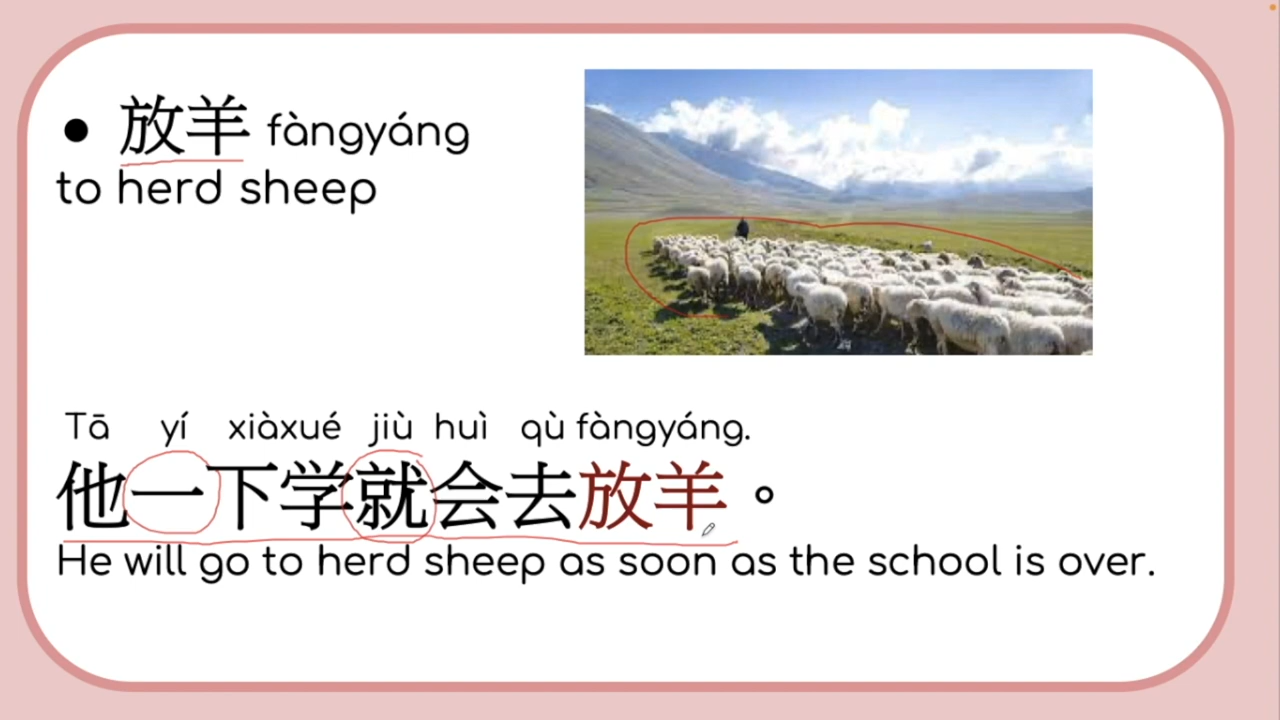 ● 放羊 fàngyáng
to herd sheep
Tā yí xiàxué jiù huì qù fàngyáng.
他一下学就会去放羊。
He will go to herd sheep as soon as the school is over.